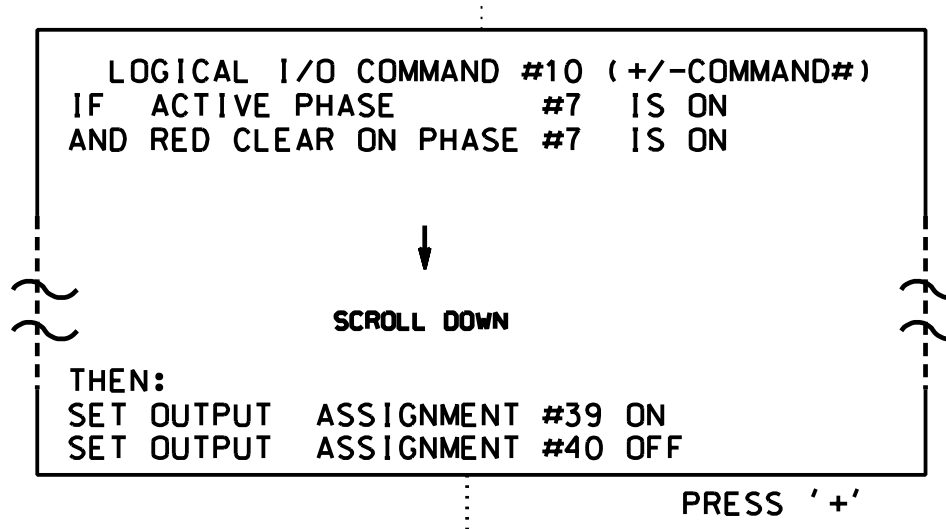 LOGICAL I/O COMMAND #10 (+/-COMMAND#)
IF ACTIVE PHASE #7 IS ON
AND RED CLEAR ON PHASE #7 IS ON
SCROLL DOWN
THEN:
SET OUTPUT ASSIGNMENT #39 ON
SET OUTPUT ASSIGNMENT #40 OFF
PRESS '+'